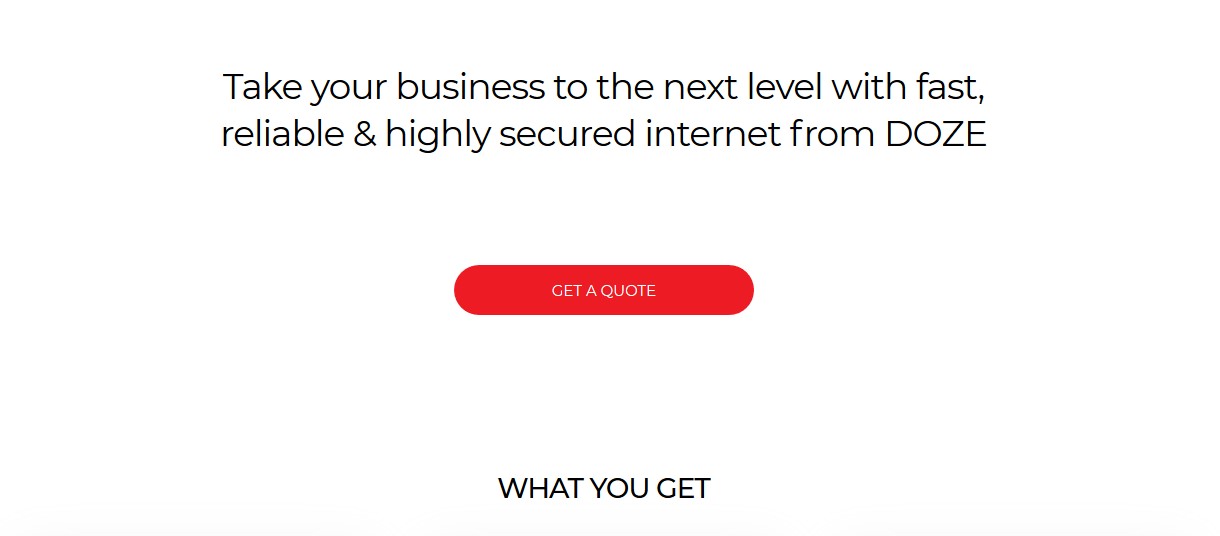 Take your business to the next level with fast,
reliable & highly secured internet from DOZE
GET A QUOTE
WHAT YOU GET